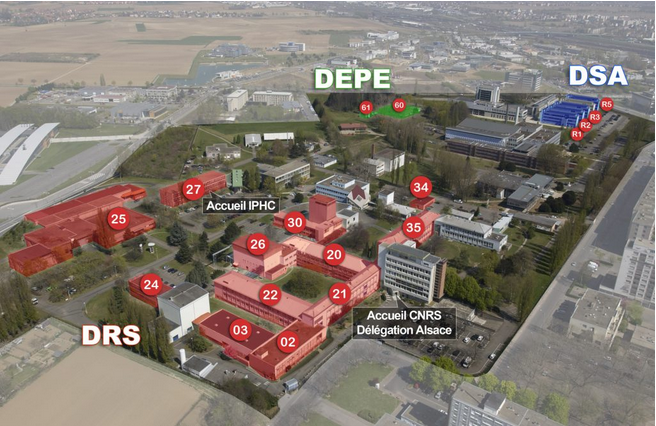 DEPE
DSA
61
60
R5
R3
R2
R1
27
34
Accueil IPHC
25
30
35
26
20
24
22
21
03
02
DRS
Accueil CNRS
Délégation Alsace